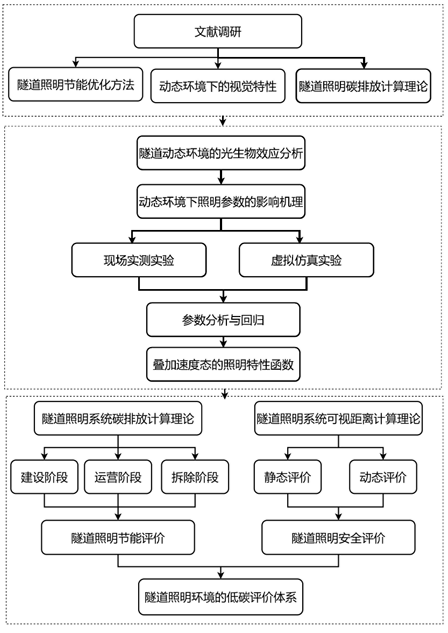 文献调研
隧道照明节能优化方法
动态环境下的视觉特性
隧道照明碳排放计算理论
隧道动态环境的光生物效应分析
动态环境下照明参数的影响机理
现场实测实验
虚拟仿真实验
参数分析与回归
叠加速度态的照明特性函数
隧道照明系统碳排放计算理论
隧道照明系统可视距离计算理论
建设阶段
运营阶段
拆除阶段
静态评价
动态评价
隧道照明节能评价
隧道照明安全评价
隧道照明环境的低碳评价体系